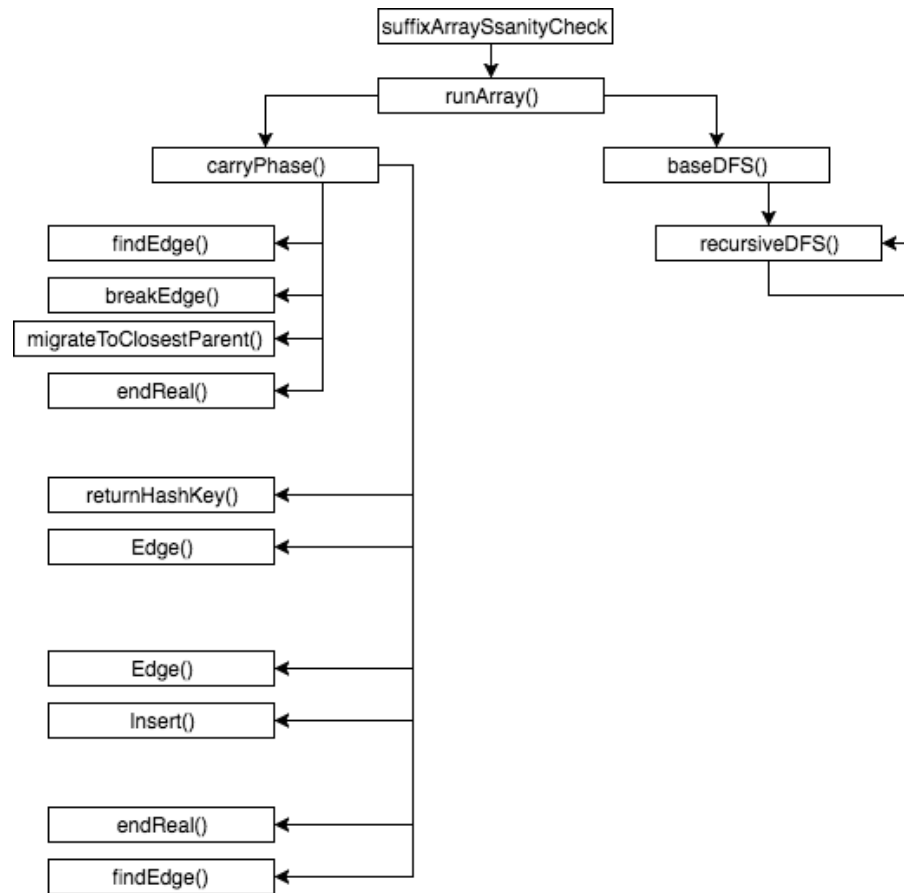 suffixArraySsanityCheck
runArray()
carryPhase()
baseDFS()
findEdge()
recursiveDFS()
breakEdge()
migrateToClosestParent()
endReal()
returnHashKey()
Edge()
Edge()
Insert()
endReal()
findEdge()